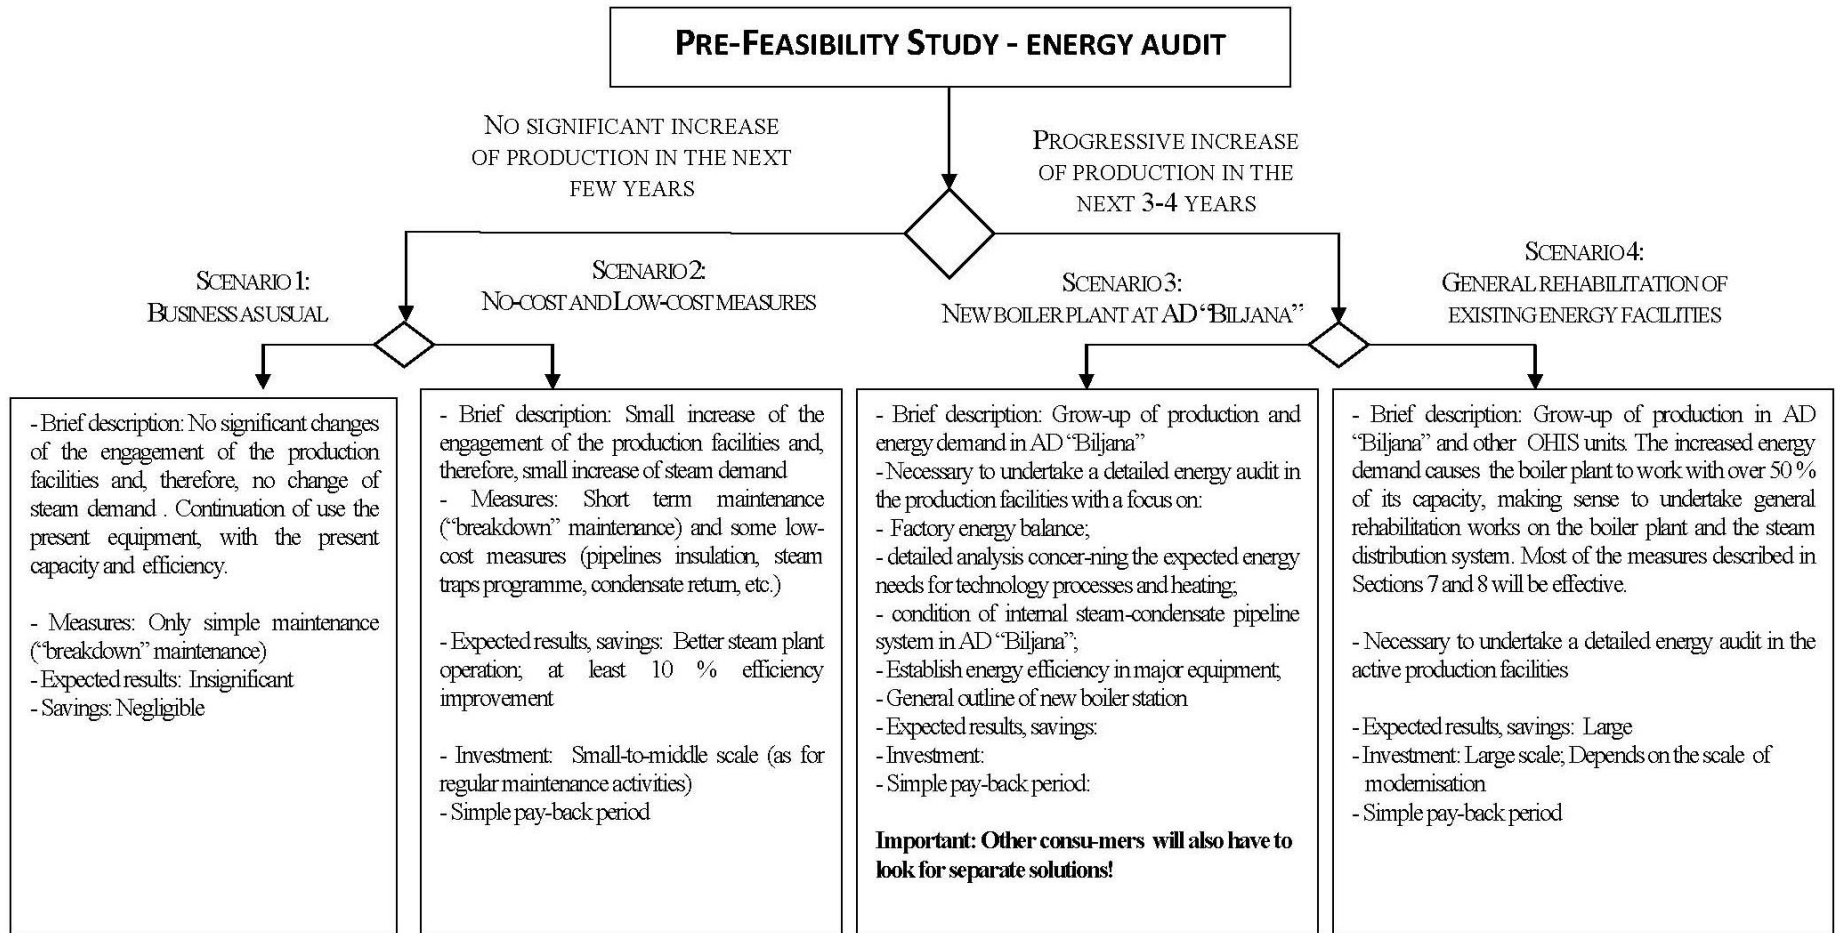 PRE-FEASIBILITY STUDY - ENERGY AUDIT
NO SIGNIFICANT INCREASE
OF PRODUCTION IN THE NEXT
FEW YEARS
PROGRESSIVE INCREASE
OF PRODUCTION IN THE
NEXT 3-4 YEARS
SCENARIO 1:
BUSINESS AS USUAL
SCENARIO 2:
NO-COST AND LOW-COST MEASURES
SCENARIO 3:
NEW BOILER PLANT AT AD "BILJANA"
SCENARIO 4:
GENERAL REHABILITATION OF
EXISTING ENERGY FACILITIES
- Brief description: No significant changes
of the engagement of the production
facilities and, therefore, no change of
steam demand . Continuation of use the
present equipment, with the present
capacity and efficiency.
- Measures: Only simple maintenance
("breakdown" maintenance)
- Expected results: Insignificant
- Savings: Negligible
- Brief description: Small increase of the
engagement of the production facilities and,
therefore, small increase of steam demand
- Measures: Short term maintenance
("breakdown" maintenance) and some low-
cost measures (pipelines insulation, steam
traps programme, condensate return, etc.)
- Expected results, savings: Better steam plant
operation; at least 10 % efficiency
improvement
- Investment: Small-to-middle scale (as for
regular maintenance activities)
- Simple pay-back period
- Brief description: Grow-up of production and
energy demand in AD "Biljana"
- Necessary to undertake a detailed energy audit in
the production facilities with a focus on:
- Factory energy balance;
- detailed analysis concer-ning the expected energy
needs for technology processes and heating;
- condition of internal steam-condensate pipeline
system in AD "Biljana";
- Establish energy efficiency in major equipment;
- General outline of new boiler station
- Expected results, savings:
- Investment:
- Simple pay-back period:
Important: Other consu-mers will also have to
look for separate solutions!
- Brief description: Grow-up of production in AD
"Biljana" and other OHIS units. The increased energy
demand causes the boiler plant to work with over 50 %
of its capacity, making sense to undertake general
rehabilitation works on the boiler plant and the steam
distribution system. Most of the measures described in
Sections 7 and 8 will be effective.
- Necessary to undertake a detailed energy audit in the
active production facilities
- Expected results, savings: Large
- Investment: Large scale; Depends on the scale of
modernisation
- Simple pay-back period